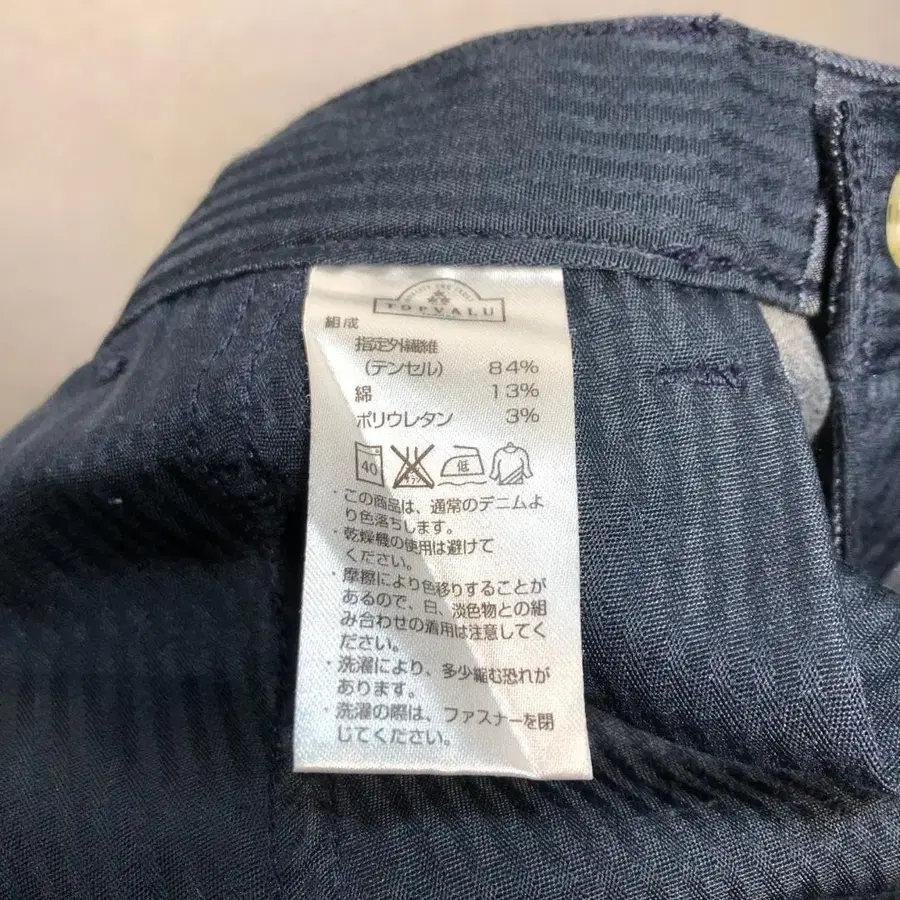 TOPVALU
組成
指定外繊維
(テンセル) 84%
綿 13%
ポリウレタン 3%
40
低
・この商品は、通常のデニムよ
り色落ちします。
・乾燥機の使用は避けて
ください。
・摩擦により色移りすることが
あるので、白、淡色物との組
み合わせの着用は注意してく
ださい。
・洗濯により、多少縮む恐れが
あります。
・洗濯の際は、ファスナーを閉
じてください。